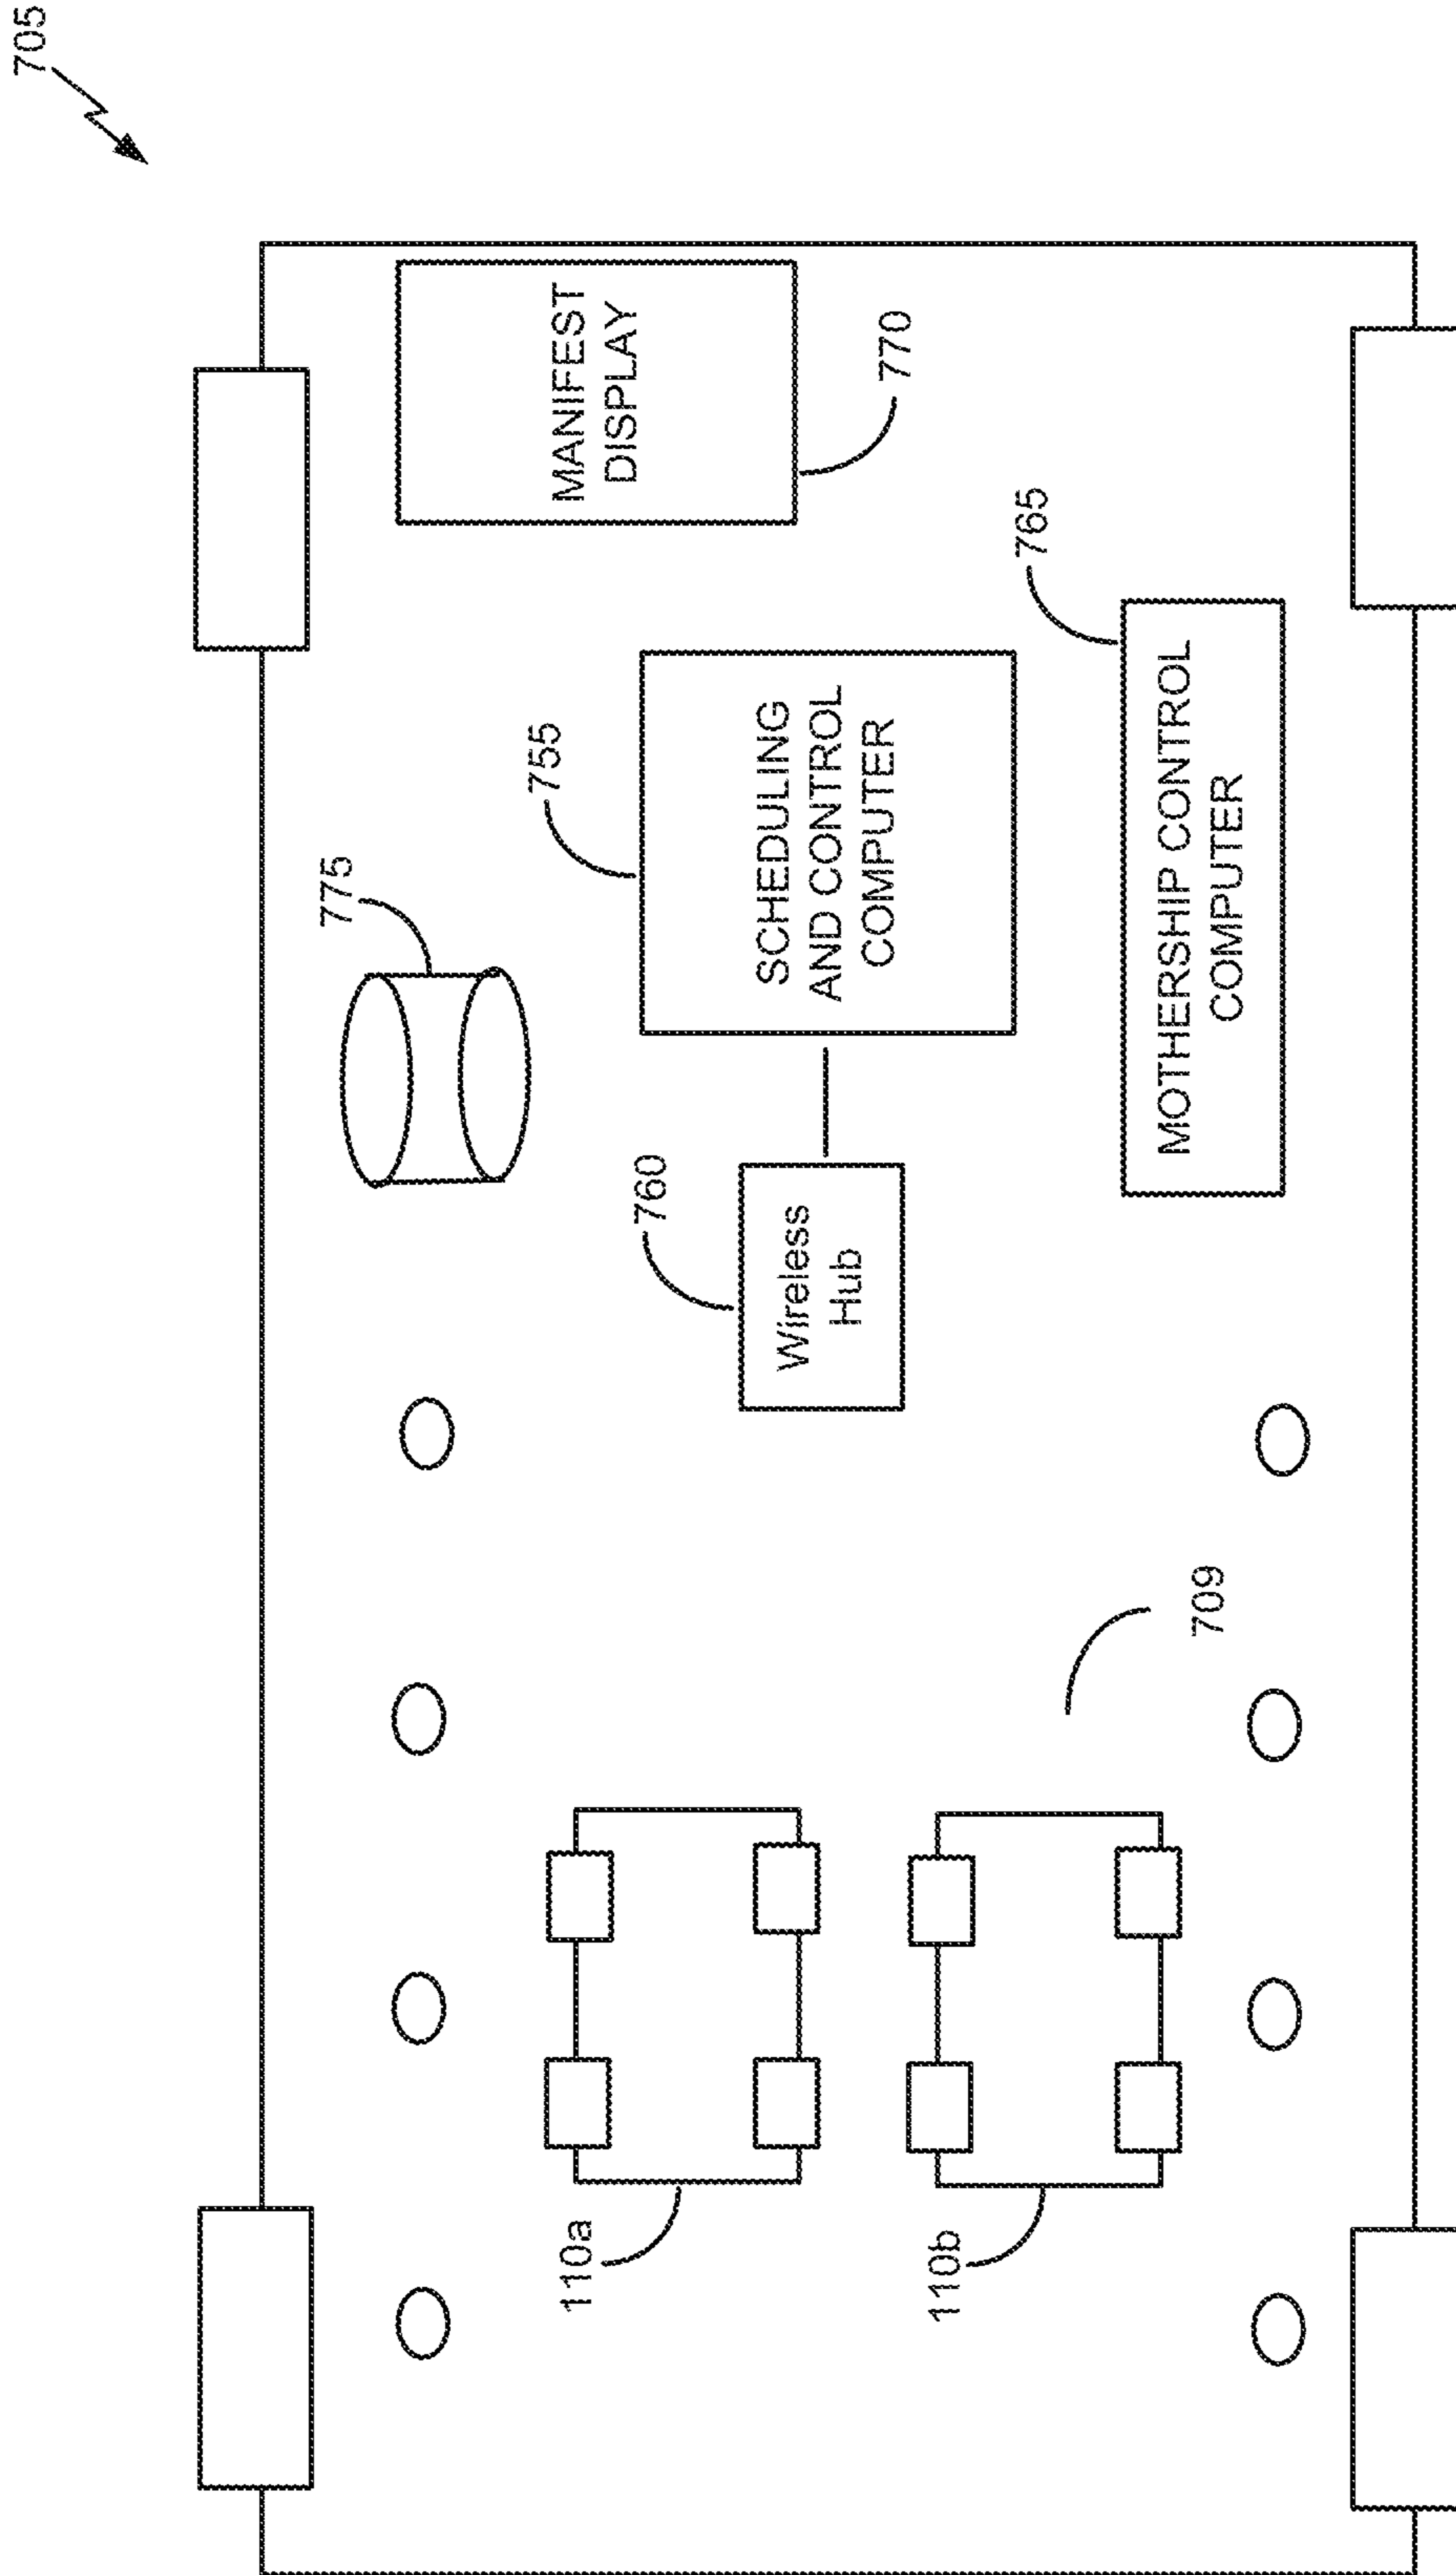 705
MANIFEST
DISPLAY
770
765
755
SCHEDULING
AND CONTROL
COMPUTER
MOTHERSHIP CONTROL
COMPUTER
775
760
Wireless
Hub
709
110a
110b